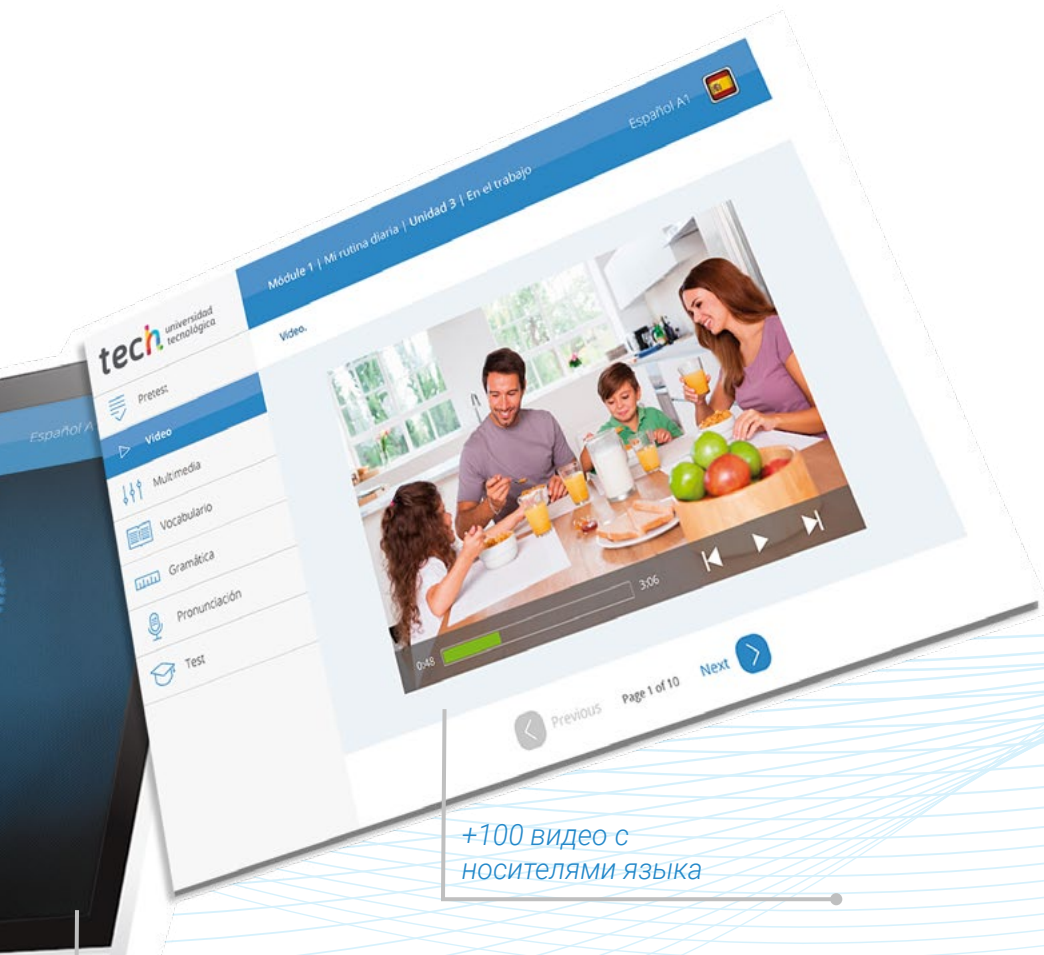 Español A1
Módule 1 | Mi rutina diaria | Unidad 3 | En el trabajo
tech universidad
tecnológica
Video.
Pretest
Video
Multimedia
Vocabulario
Gramática
Pronunciación
Test
0:48
3:06
Previous
Page 1 of 10
Next
Español A
+100 видео с
носителями языка